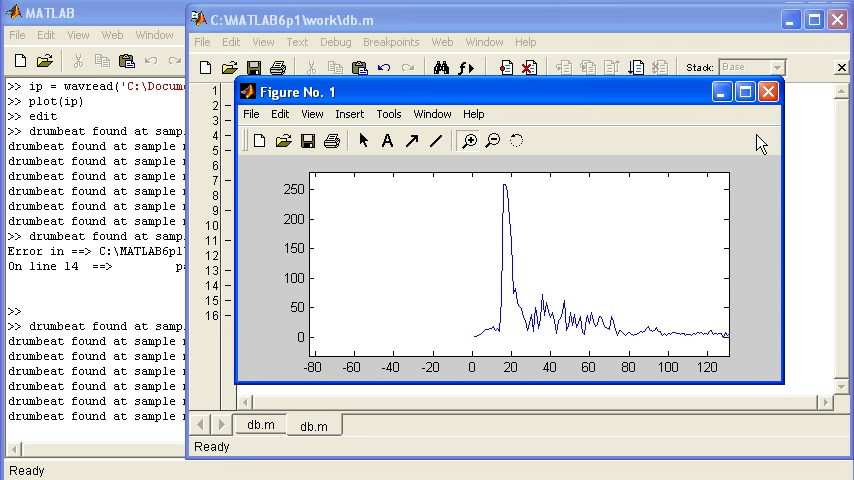 MATLAB
File Edit View Web Window
>> ip = wavread('C:\Docum
>> plot(ip)
>> edit
>> drumbeat found at samp
drumbeat found at sample
drumbeat found at sample
drumbeat found at sample
drumbeat found at sample
drumbeat found at sample
drumbeat found at sample
>> drumbeat found at samp
Error in ==> C:\MATLAB6p1
On line 14 ==> pa
>>
>> drumbeat found at samp
drumbeat found at sample
drumbeat found at sample
drumbeat found at sample
drumbeat found at sample
drumbeat found at sample
drumbeat found at sample
Ready
C:\MATLAB6p1\work\db.m
File Edit View Text Debug Breakpoints Web Window Help
Stack: Base
1
2
3
4
5
6
7
8
9
10
11
12
13
14
15
16
db.m db.m
Ready
Figure No. 1
File Edit View Insert Tools Window Help
250
200
150
100
50
0
-80 -60 -40 -20 0 20 40 60 80 100 120